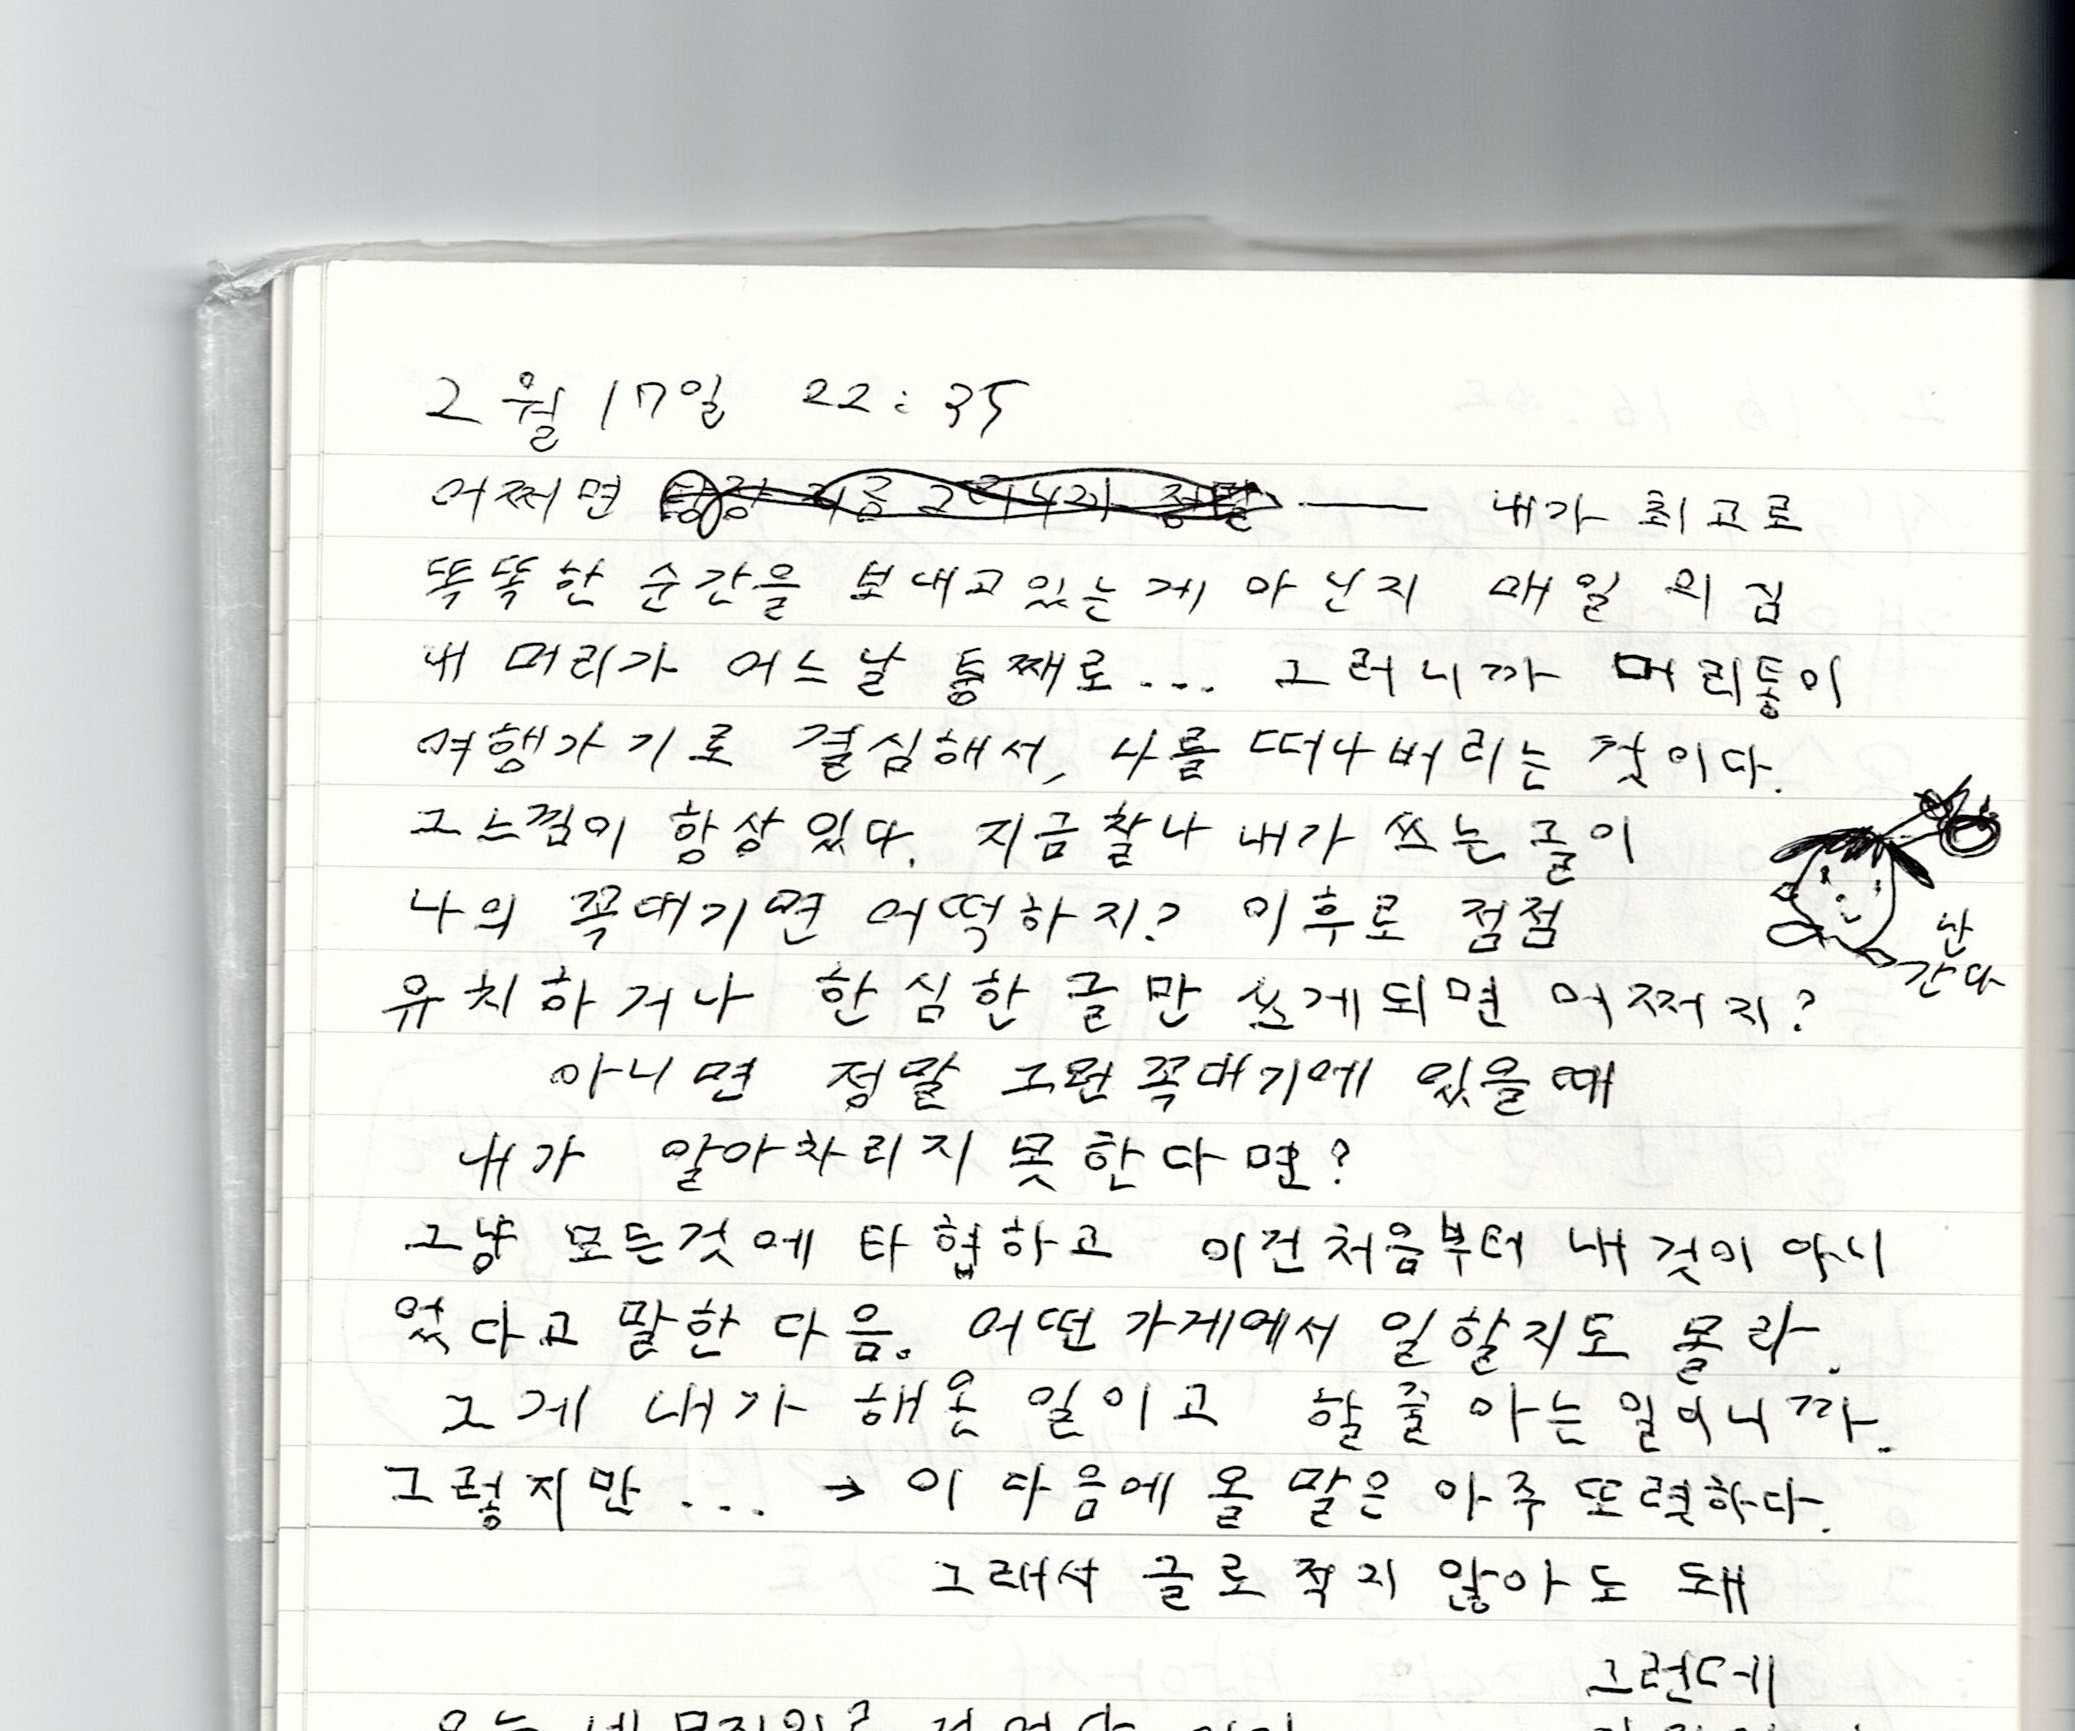 2월 17일 22:35
어쩌면 당장 지금 그러니까 정말 —— 내가 최고로
똑똑한 순간을 보내고있는게 아닌지 매일 의심
내 머리가 어느날 통째로... 그러니까 머리통이
여행가기로 결심해서, 나를 떠나버리는 것이다.
그느낌이 항상있다. 지금찰나 내가 쓰는글이
나의 꼭대기면 어떡하지? 이후로 점점
유치하거나 한심한 글만 쓰게되면 어쩌지?
난
간다
아니면 정말 그런꼭대기에 있을때
내가 알아차리지 못한다면?
그냥 모든것에 타협하고 이건처음부터 내것이 아니
었다고 말한 다음. 어떤가게에서 일할지도 몰라.
그게 내가 해온 일이고 할 줄 아는 일이니까.
그렇지만... → 이 다음에 올 말은 아주 또렷하다.
그래서 글로 적지 않아도 돼
그런데